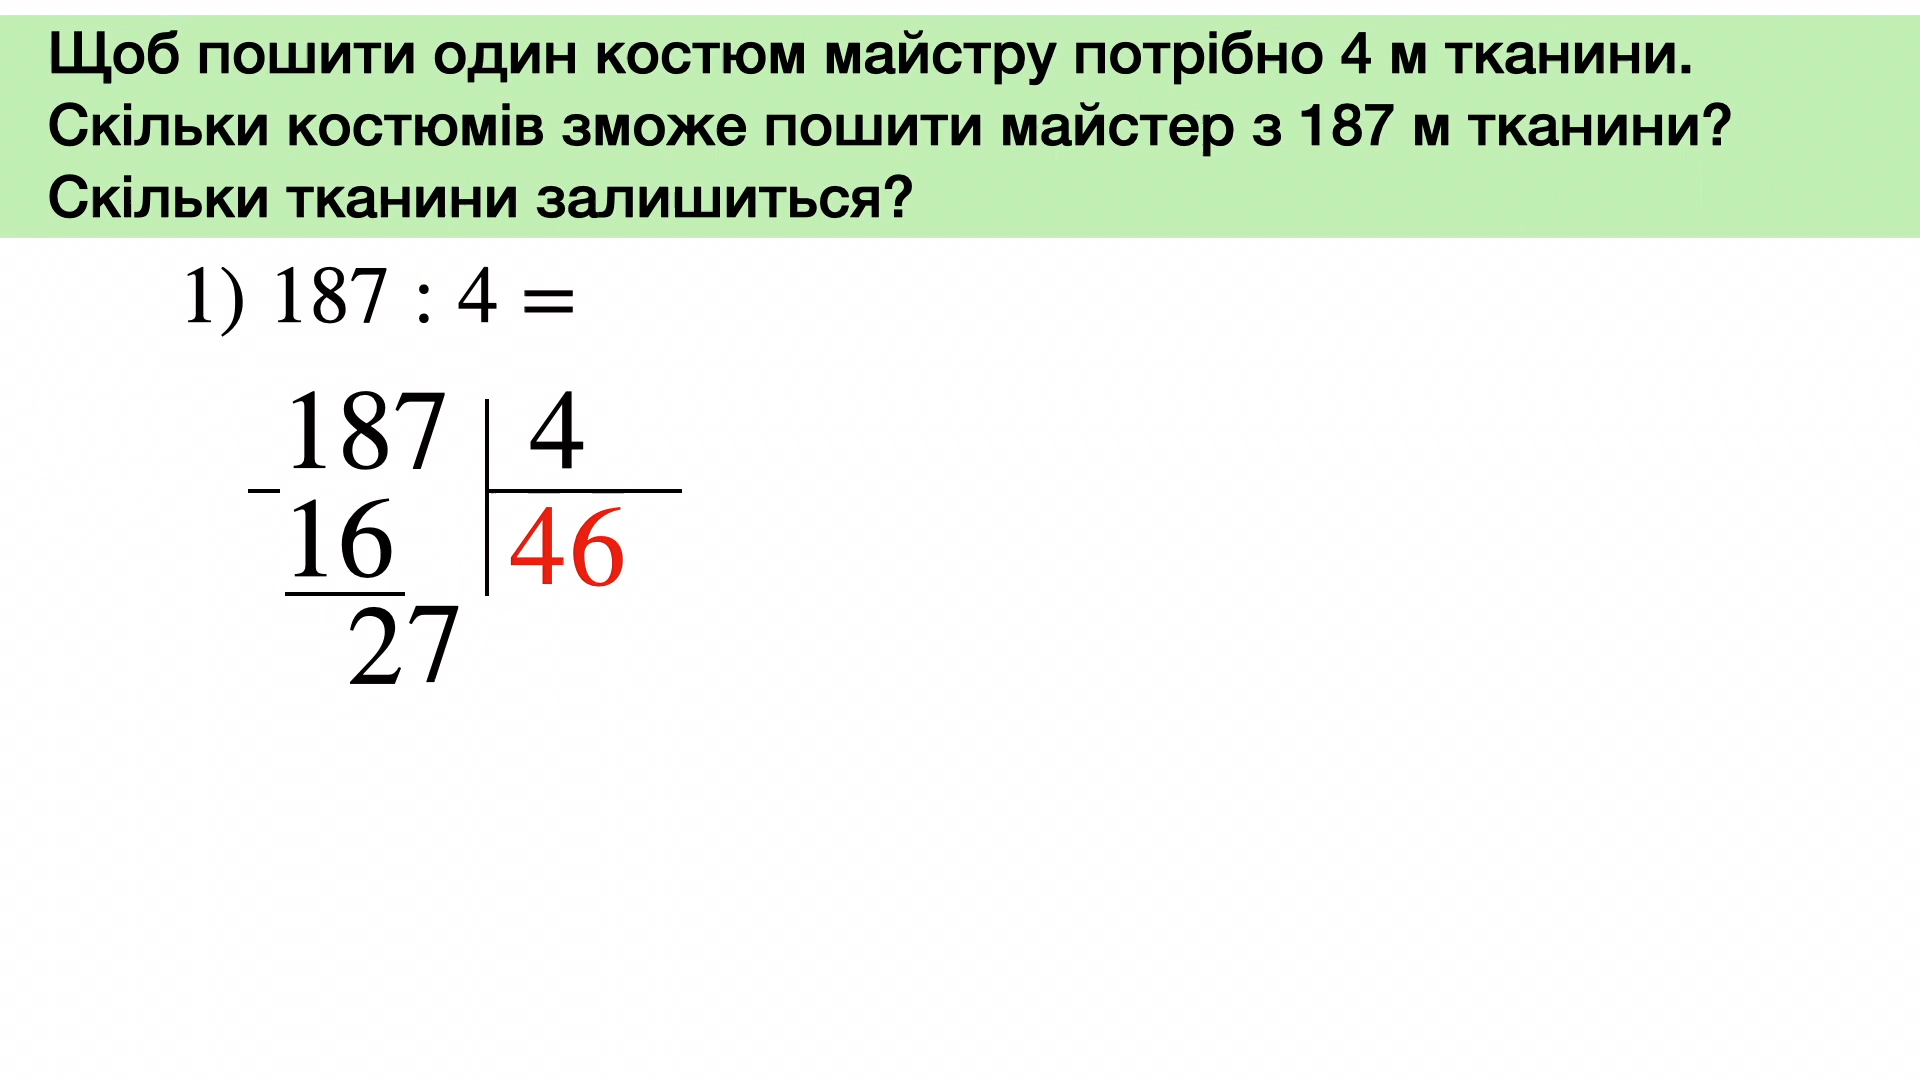 Щоб пошити один костюм майстру потрібно 4 м тканини.
Скільки костюмів зможе пошити майстер з 187 м тканини?
Скільки тканини залишиться?
1) 187 : 4 =
187 4
–
16 46
27